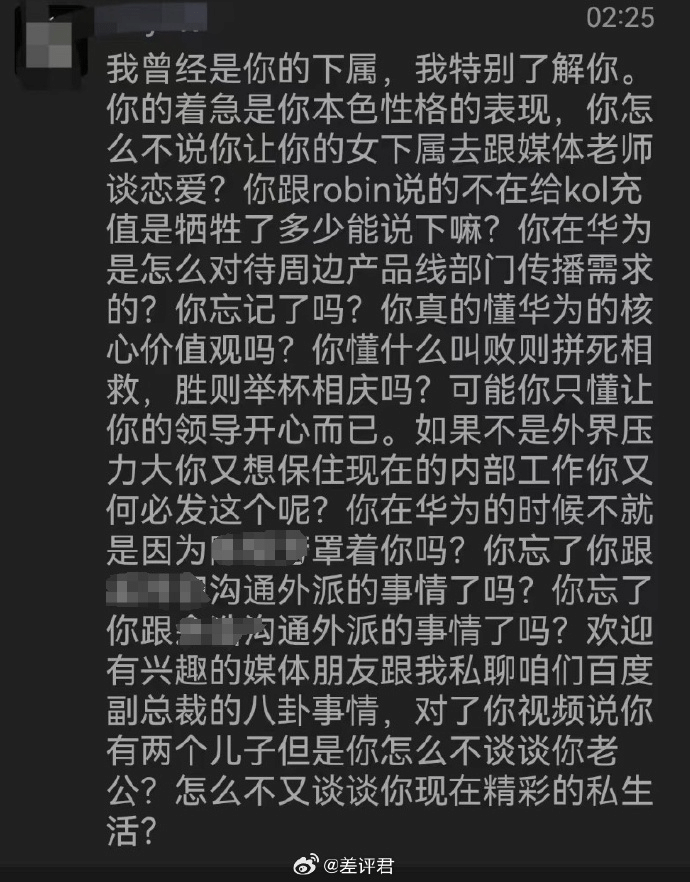 02:25
我曾经是你的下属，我特别了解你。
你的着急是你本色性格的表现，你怎
么不说你让你的女下属去跟媒体老师
谈恋爱？你跟robin说的不在给kol充
值是牺牲了多少能说下嘛？你在华为
是怎么对待周边产品线部门传播需求
的？你忘记了吗？你真的懂华为的核
心价值观吗？你懂什么叫败则拼死相
救，胜则举杯相庆吗？可能你只懂让
你的领导开心而已。如果不是外界压
力大你又想保住现在的内部工作你又
何必发这个呢？你在华为的时候不就
是因为罩着你吗？你忘了你跟
沟通外派的事情了吗？你忘了
你跟沟通外派的事情了吗？欢迎
有兴趣的媒体朋友跟我私聊咱们百度
副总裁的八卦事情，对了你视频说你
有两个儿子但是你怎么不谈谈你老
公？怎么不又谈谈你现在精彩的私生
活？
@差评君